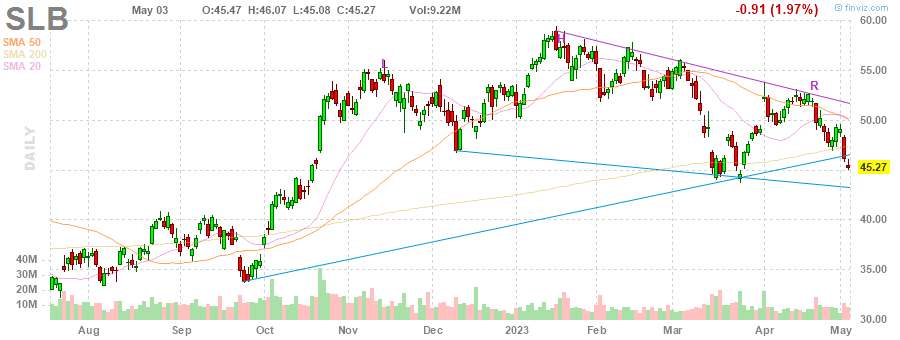 SLB
May 03 O:45.47 H:46.07 L:45.08 C:45.27 Vol:9.22M
-0.91 (1.97%)
finviz.com
SMA 50
SMA 200
SMA 20
DAILY
60.00
55.00
50.00
45.27
40.00
35.00
30.00
40M
30M
20M
10M
R
Aug Sep Oct Nov Dec 2023 Feb Mar Apr May